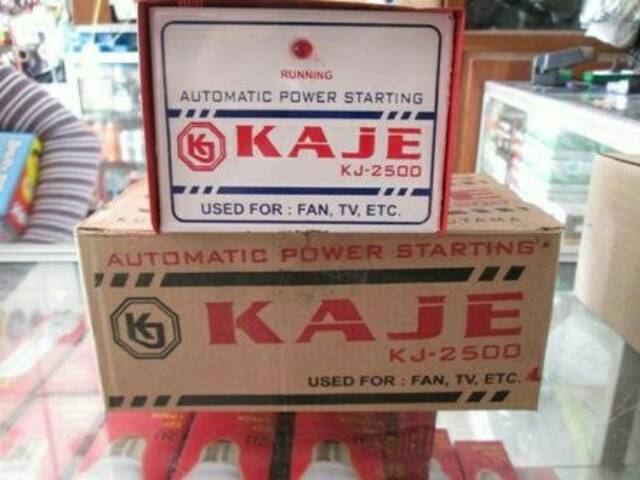 RUNNING
AUTOMATIC POWER STARTING
KJ KAJE
KJ-2500
USED FOR : FAN, TV, ETC.
AUTOMATIC POWER STARTING
KJ KAJE
KJ-2500
USED FOR : FAN, TV, ETC.